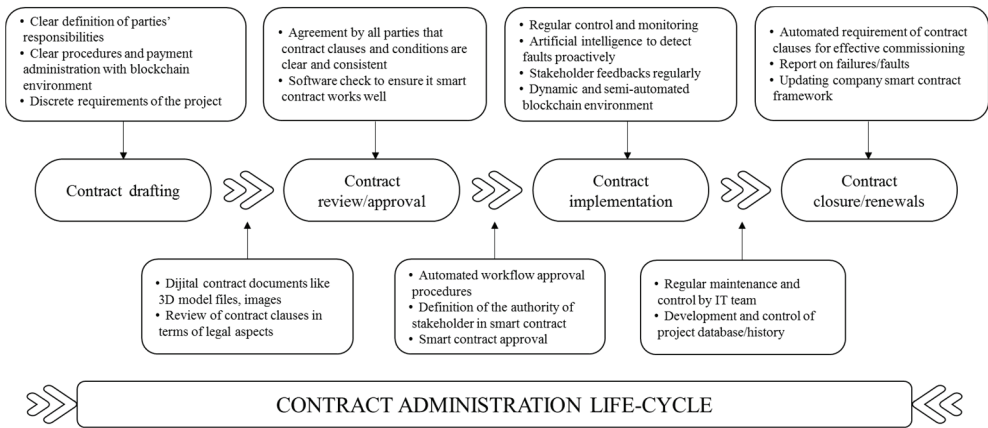 • Clear definition of parties’
responsibilities
• Clear procedures and payment
administration with blockchain
environment
• Discrete requirements of the project
• Agreement by all parties that
contract clauses and conditions are
clear and consistent
• Software check to ensure it smart
contract works well
• Regular control and monitoring
• Artificial intelligence to detect
faults proactively
• Stakeholder feedbacks regularly
• Dynamic and semi-automated
blockchain environment
• Automated requirement of contract
clauses for effective commissioning
• Report on failures/faults
• Updating company smart contract
framework
Contract drafting
Contract
review/approval
Contract
implementation
Contract
closure/renewals
• Dijital contract documents like
3D model files, images
• Review of contract clauses in
terms of legal aspects
• Automated workflow approval
procedures
• Definition of the authority of
stakeholder in smart contract
• Smart contract approval
• Regular maintenance and
control by IT team
• Development and control of
project database/history
CONTRACT ADMINISTRATION LIFE-CYCLE